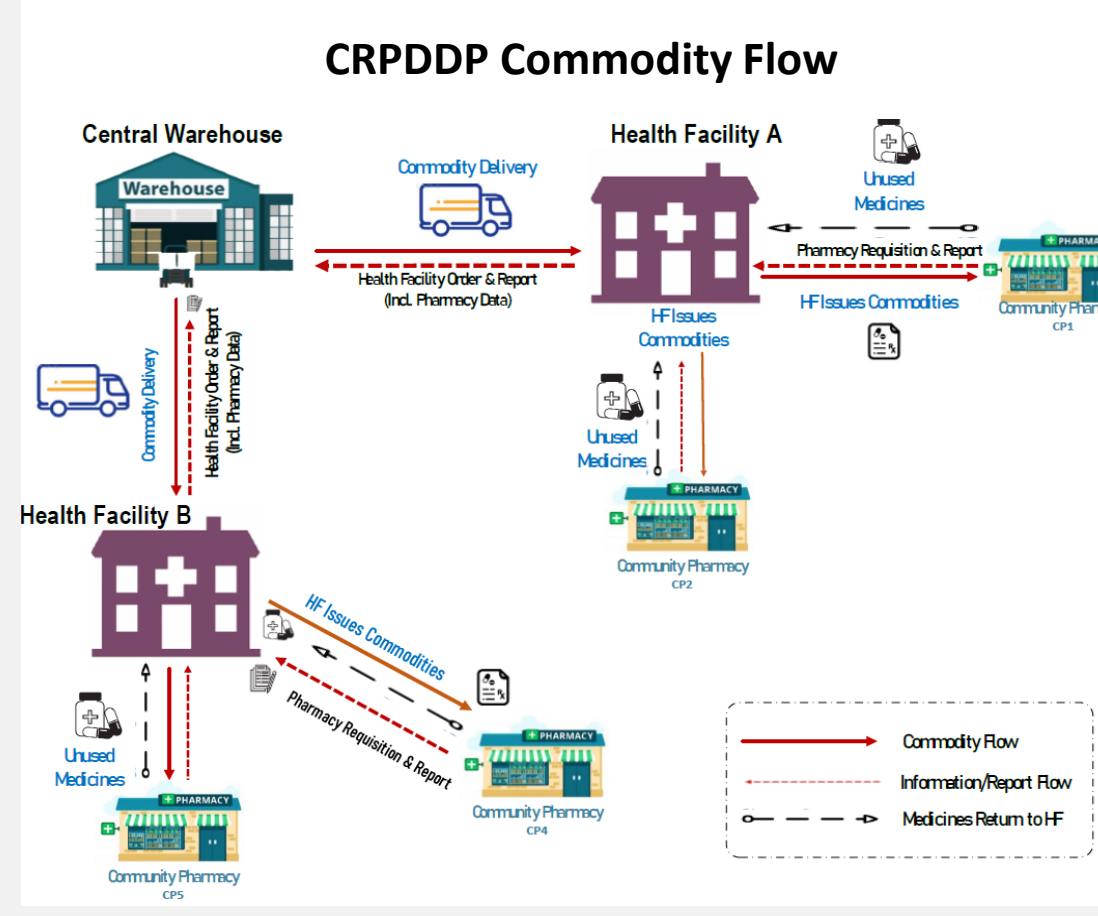 CRPDDP Commodity Flow
Central Warehouse
Warehouse
Commodity Delivery
Health Facility Order & Report
(Incl. Pharmacy Data)
Health Facility A
Unused
Medicines
Pharmacy Requisition & Report
HF Issues Commodities
PHARMA
Community Phar
CP1
HF Issues
Commodities
Unused
Medicines
PHARMACY
Community Pharmacy
CP2
Commodity Delivery
Health Facility Order & Report
(Incl. Pharmacy Data)
Health Facility B
HF Issues Commodities
Pharmacy Requisition & Report
PHARMACY
Community Pharmacy
CP4
Unused
Medicines
PHARMACY
Community Pharmacy
CP5
Commodity Flow
Information/Report Flow
Medicines Return to HF